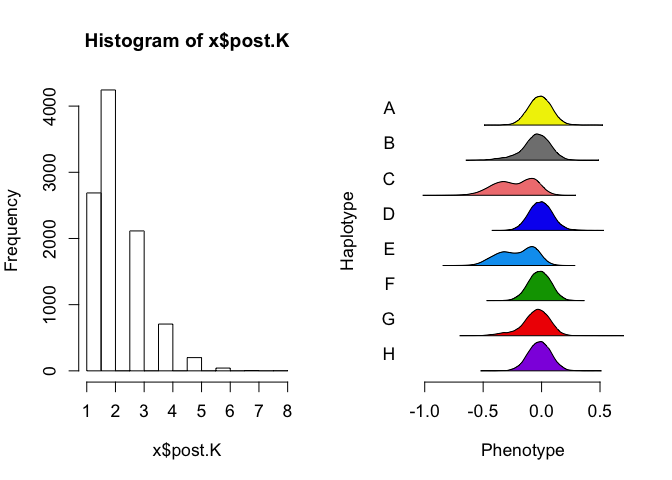 Histogram of x$post.K
Frequency
0
1000
2000
3000
4000
1 2 3 4 5 6 7 8
x$post.K
Haplotype
A
B
C
D
E
F
G
H
-1.0 -0.5 0.0 0.5
Phenotype